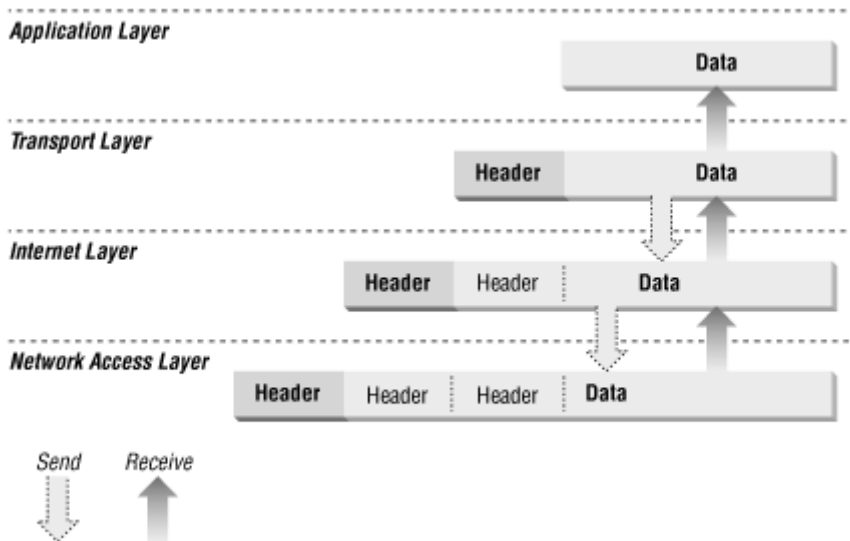 Application Layer
Data
Transport Layer
Header Data
Internet Layer
Header Header Data
Network Access Layer
Header Header Header Data
Send Receive